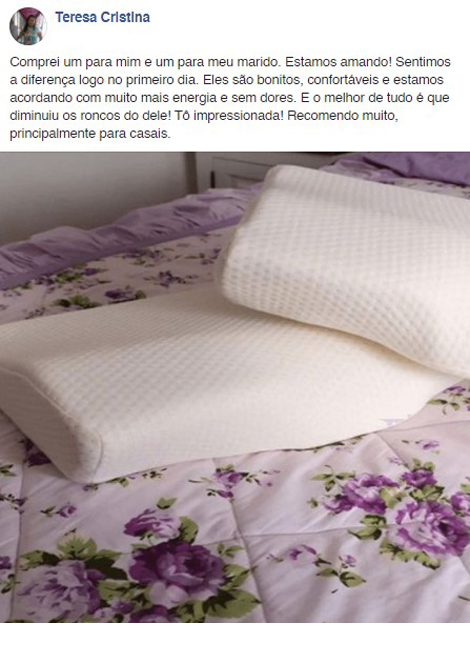 Teresa Cristina
Comprei um para mim e um para meu marido. Estamos amando! Sentimos
a diferença logo no primeiro dia. Eles são bonitos, confortáveis e estamos
acordando com muito mais energia e sem dores. E o melhor de tudo é que
diminuiu os roncos do dele! Tô impressionada! Recomendo muito,
principalmente para casais.